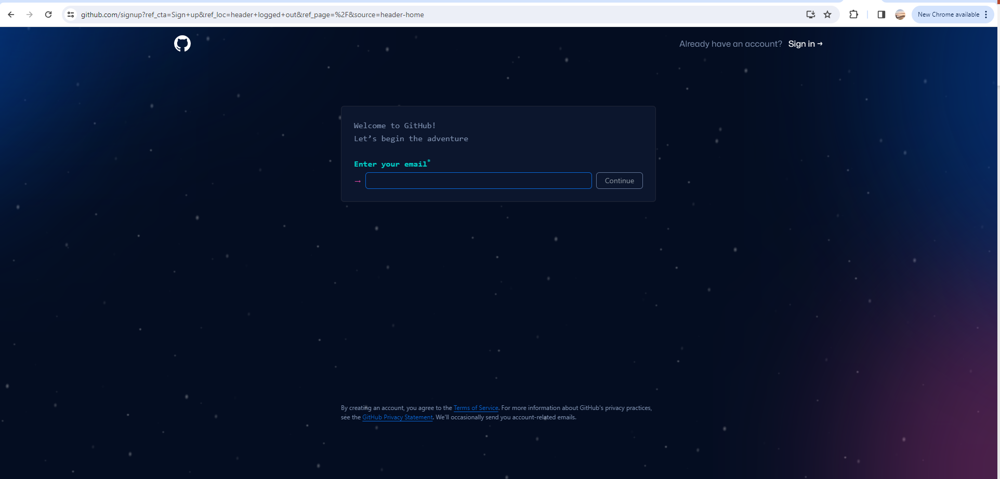 github.com/signup?ref_cta=Sign+up&ref_loc=header+logged+out&ref_page=%2F&source=header-home
New Chrome available
Already have an account? Sign in →
Welcome to GitHub!
Let’s begin the adventure
Enter your email*
→ Continue
By creating an account, you agree to the Terms of Service. For more information about GitHub's privacy practices,
see the GitHub Privacy Statement. We'll occasionally send you account-related emails.